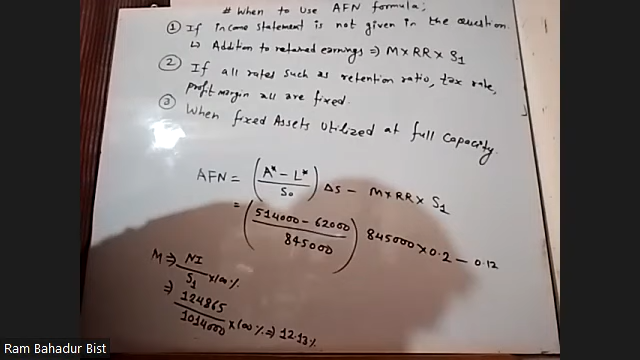 # When to use AFN formula;
① If income statement is not given in the question.
↳ Addition to retained earnings ⇒ M×RR×S1
② If all rates such as retention ratio, tax rate,
profit margin all are fixed.
③ When fixed Assets Utilized at full capacity.
AFN = (A* - L* / S0) ΔS - M×RR×S1
= (514000 - 62000 / 845000) 845000×0.2 - 0.12
M ⇒ NI / S1 ×100%
⇒ 124865 / 1014000 ×100% ⇒ 12.13%
Ram Bahadur Bist